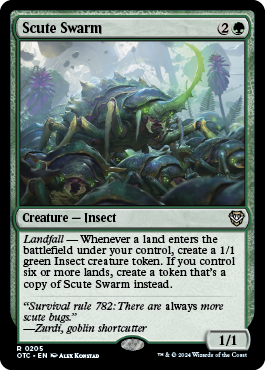 Scute Swarm 2
Creature — Insect
Landfall — Whenever a land enters the
battlefield under your control, create a 1/1
green Insect creature token. If you control
six or more lands, create a token that's a
copy of Scute Swarm instead.
"Survival rule 782: There are always more
scute bugs."
—Zurdi, goblin shortcutter
1/1
R 0205
OTC • EN ALEX KONSTAD
™ & © 2024 Wizards of the Coast